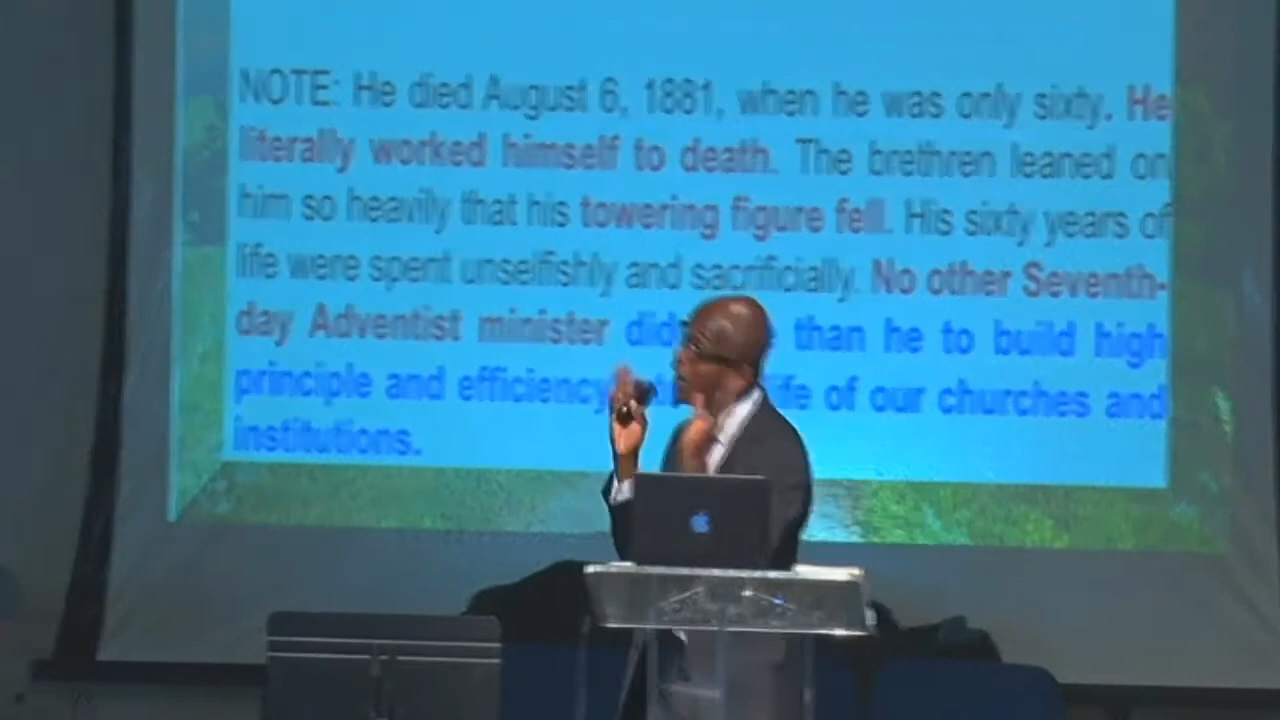 NOTE: He died August 6, 1881, when he was only sixty. He
literally worked himself to death. The brethren leaned on
him so heavily that his towering figure fell. His sixty years of
life were spent unselfishly and sacrificially. No other Seventh-
day Adventist minister did than he to build high
principle and efficiency life of our churches and
institutions.